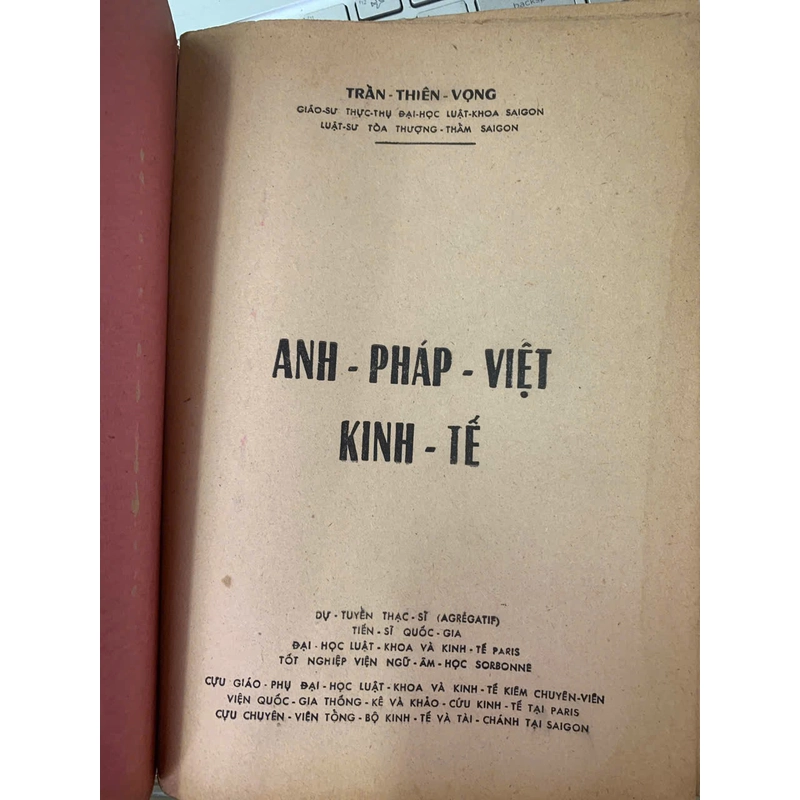 TRẦN - THIÊN - VỌNG
GIÁO-SƯ THỰC-THỤ ĐẠI-HỌC LUẬT-KHOA SAIGON
LUẬT-SƯ TÒA THƯỢNG-THẨM SAIGON
ANH - PHÁP - VIỆT
KINH - TẾ
DỰ - TUYỂN THẠC - SĨ (AGRÉGATIF)
TIẾN - SĨ QUỐC - GIA
ĐẠI - HỌC LUẬT - KHOA VÀ KINH - TẾ PARIS
TỐT NGHIỆP VIỆN NGỮ - ÂM - HỌC SORBONNE
CỰU GIÁO - PHỤ ĐẠI - HỌC LUẬT - KHOA VÀ KINH - TẾ KIÊM CHUYÊN-VIÊN
VIỆN QUỐC - GIA THỐNG - KÊ VÀ KHẢO - CỨU KINH - TẾ TẠI PARIS
CỰU CHUYÊN - VIÊN TỔNG - BỘ KINH - TẾ VÀ TÀI - CHÁNH TẠI SAIGON